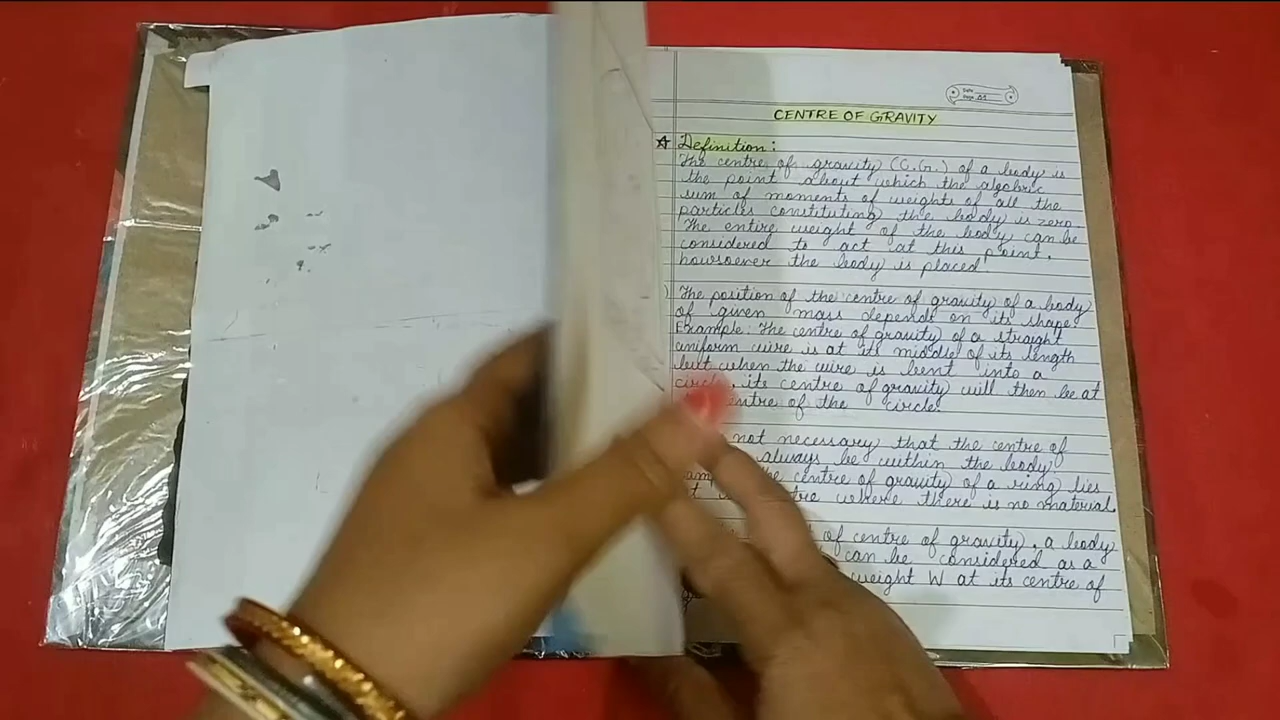 Date
Page
CENTRE OF GRAVITY
☆ Definition:
The centre of gravity (C.G.) of a body is
the point about which the algebric
sum of moments of weights of all the
particles constituting the body is zero.
The entire weight of the body can be
considered to act at this point,
howsoever the body is placed.
) The position of the centre of gravity of a body
of given mass depends on its shape.
Example: The centre of gravity of a straight
uniform wire is at its middle of its length
but when the wire is bent into a
circle, its centre of gravity will then be at
entre of the circle.
not necessary that the centre of
always be within the body.
he centre of gravity of a ring lies
where there is no material.
of centre of gravity, a body
can be considered as a
weight W at its centre of